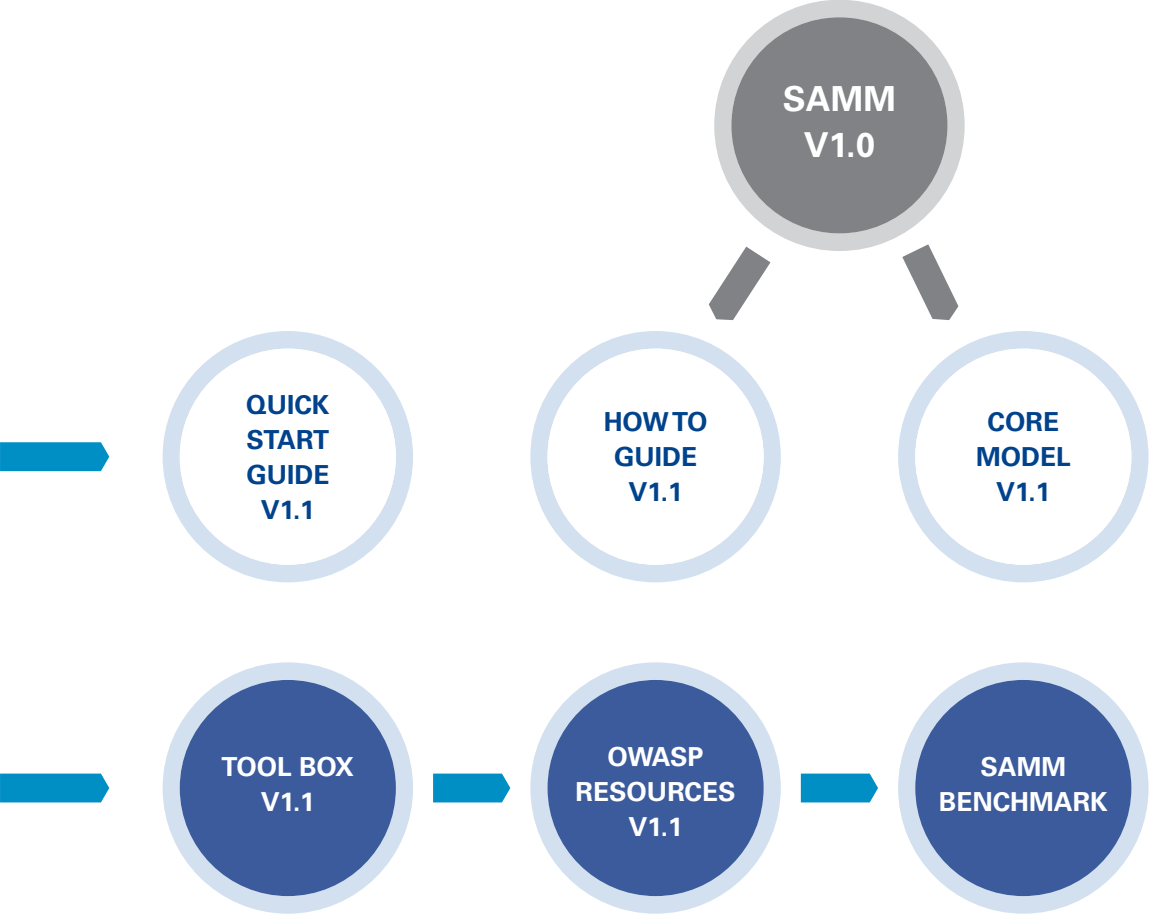 SAMM
V1.0
QUICK
START
GUIDE
V1.1
HOW TO
GUIDE
V1.1
CORE
MODEL
V1.1
TOOL BOX
V1.1
OWASP
RESOURCES
V1.1
SAMM
BENCHMARK